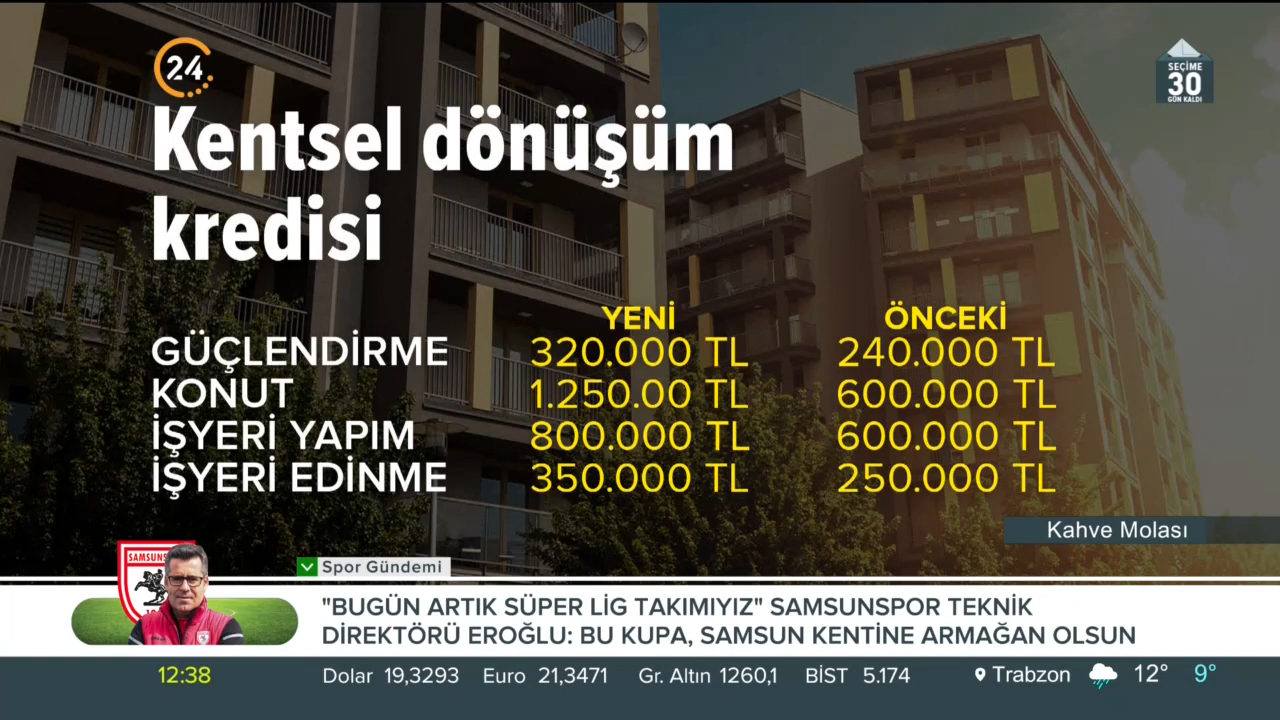 24
SEÇİME
30
GÜN KALDI
Kentsel dönüşüm
kredisi
YENİ ÖNCEKİ
GÜÇLENDİRME 320.000 TL 240.000 TL
KONUT 1.250.00 TL 600.000 TL
İŞYERİ YAPIM 800.000 TL 600.000 TL
İŞYERİ EDİNME 350.000 TL 250.000 TL
Kahve Molası
Spor Gündemi
"BUGÜN ARTIK SÜPER LİG TAKIMIYIZ" SAMSUNSPOR TEKNİK
DİREKTÖRÜ EROĞLU: BU KUPA, SAMSUN KENTİNE ARMAĞAN OLSUN
12:38 Dolar 19,3293 Euro 21,3471 Gr. Altın 1260,1 BİST 5.174 Trabzon 12° 9°